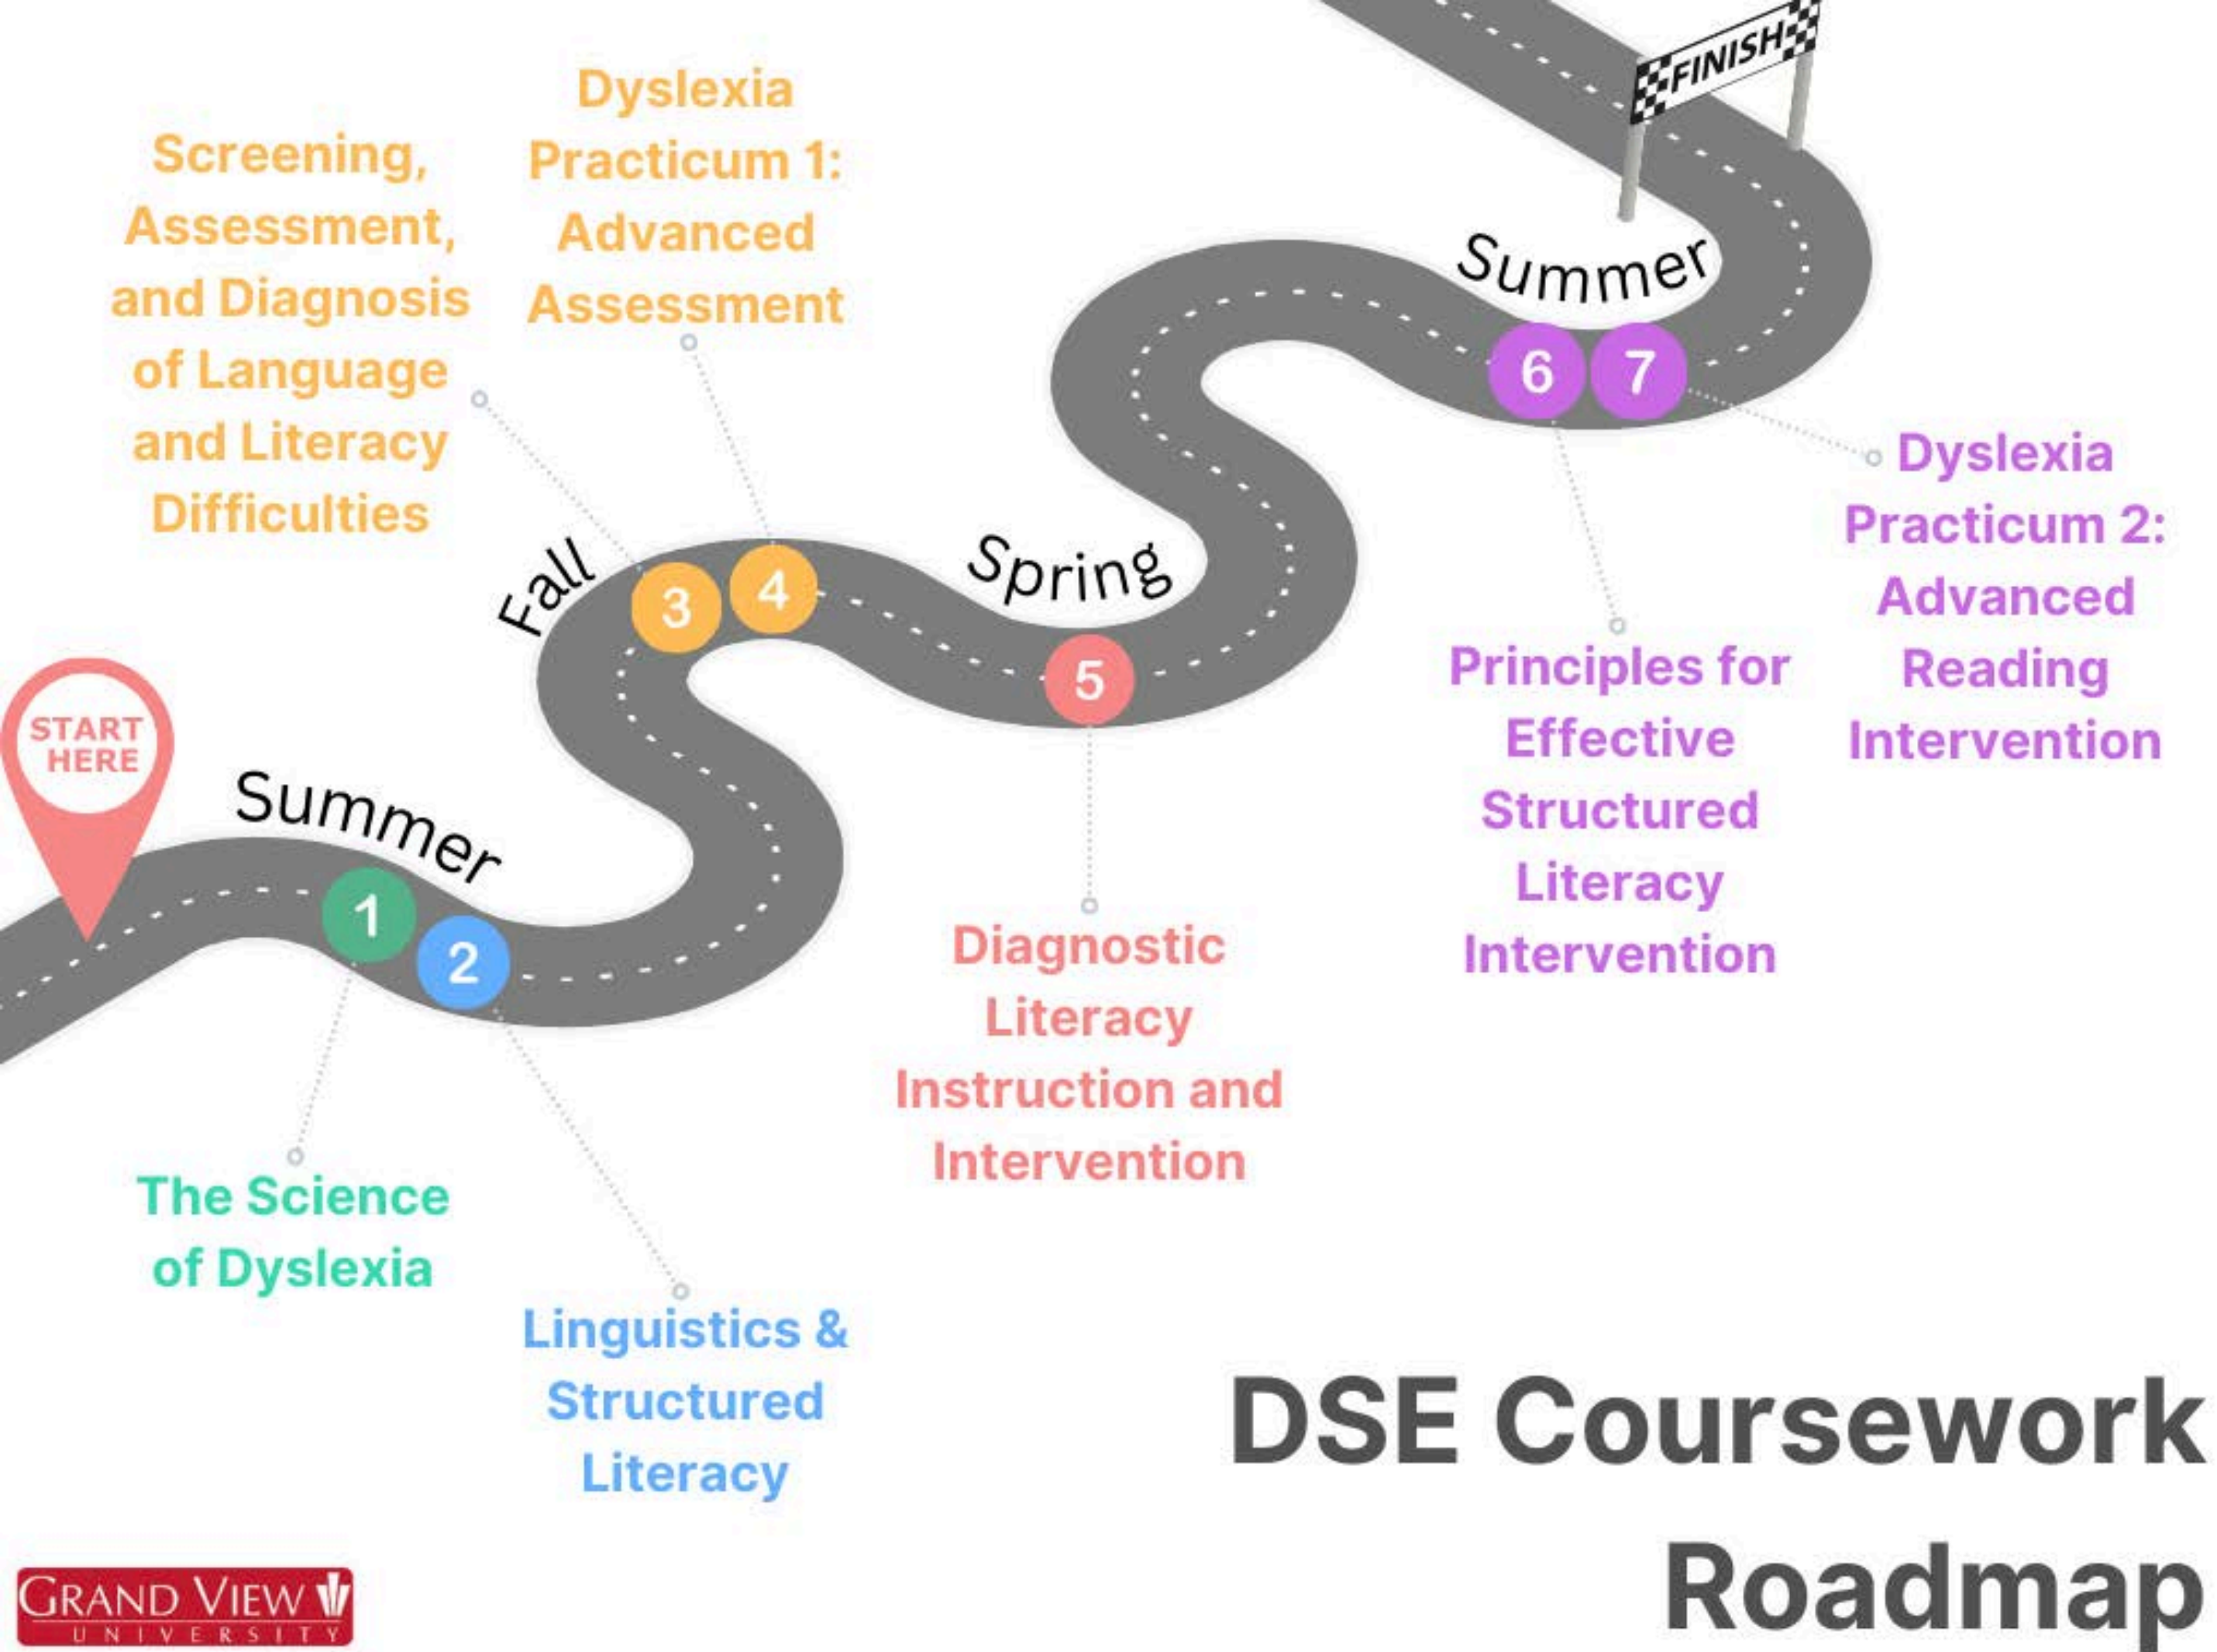 FINISH
Dyslexia
Practicum 1:
Advanced
Assessment
Screening,
Assessment,
and Diagnosis
of Language
and Literacy
Difficulties
Summer
6
7
Dyslexia
Practicum 2:
Advanced
Reading
Intervention
Fall
3
4
Spring
5
Principles for
Effective
Structured
Literacy
Intervention
START
HERE
Summer
1
2
Diagnostic
Literacy
Instruction and
Intervention
The Science
of Dyslexia
Linguistics &
Structured
Literacy
DSE Coursework
Roadmap
GRAND VIEW
UNIVERSITY